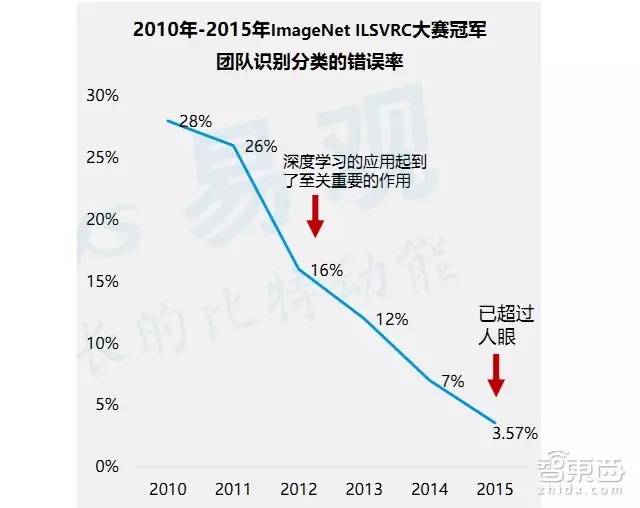 2010年-2015年ImageNet ILSVRC大赛冠军
团队识别分类的错误率
30%
28%
26%
25%
深度学习的应用起到
了至关重要的作用
20%
15%
16%
已超过
人眼
12%
10%
7%
5%
3.57%
0%
2010 2011 2012 2013 2014 2015
易观
长的比特动能
智東西
zhidx.com